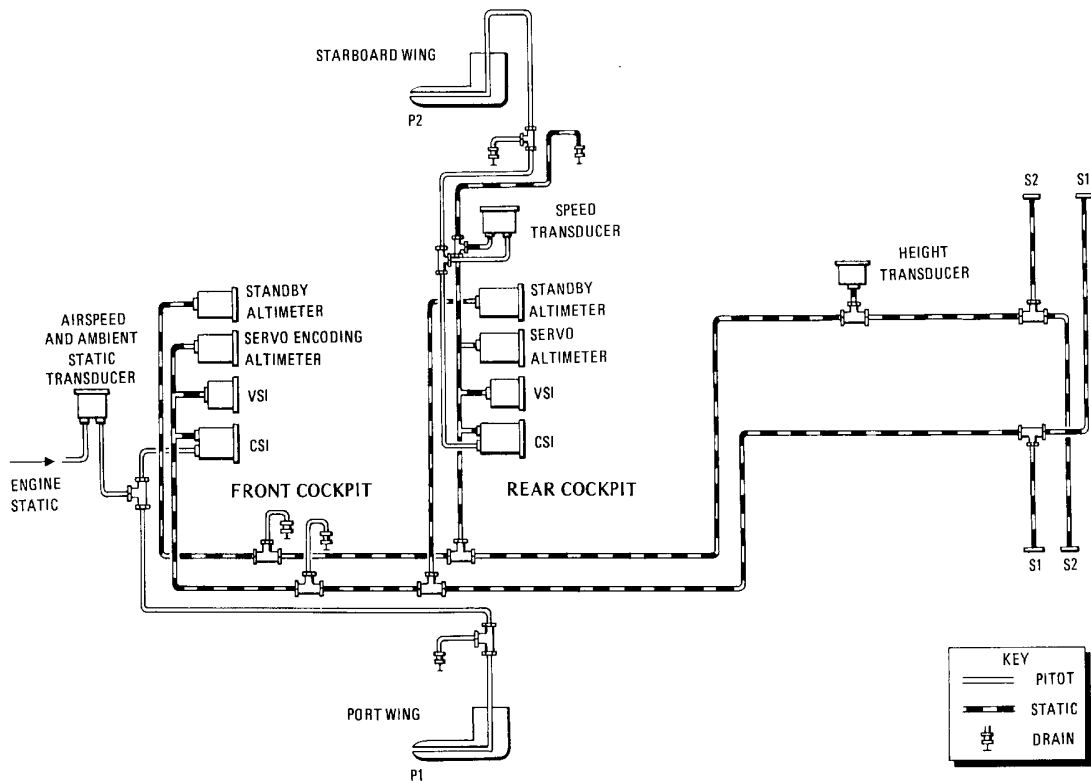 STARBOARD WING
P2
SPEED
TRANSDUCER
S2
S1
HEIGHT
TRANSDUCER
STANDBY
ALTIMETER
SERVO ENCODING
ALTIMETER
VSI
CSI
AIRSPEED
AND AMBIENT
STATIC
TRANSDUCER
ENGINE
STATIC
STANDBY
ALTIMETER
SERVO
ALTIMETER
VSI
CSI
FRONT COCKPIT
REAR COCKPIT
S1
S2
PORT WING
P1
KEY
PITOT
STATIC
DRAIN